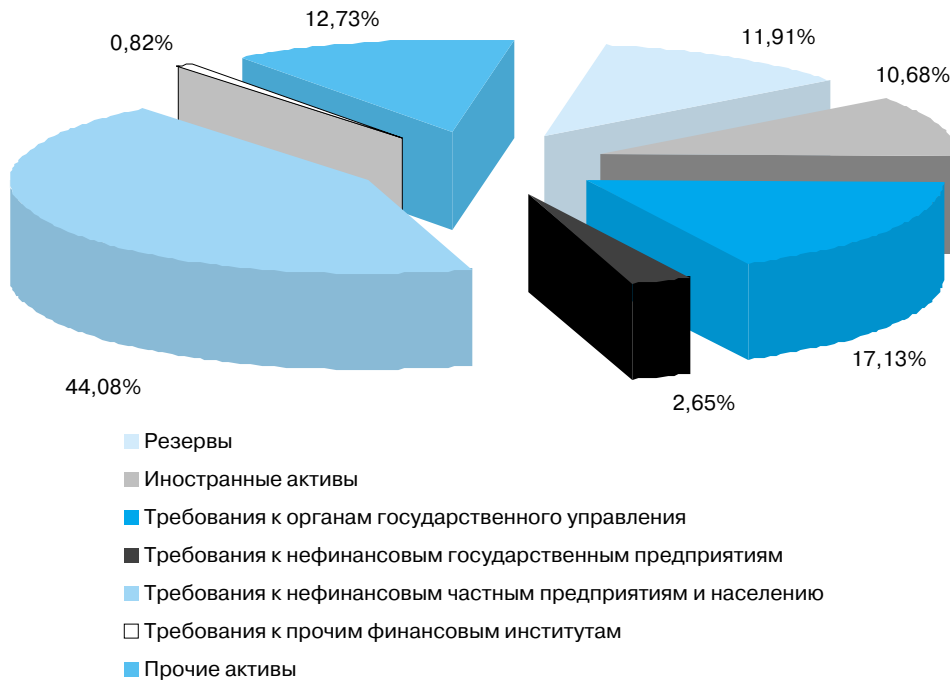 12,73%
11,91%
0,82%
10,68%
17,13%
44,08%
2,65%
Резервы
Иностранные активы
Требования к органам государственного управления
Требования к нефинансовым государственным предприятиям
Требования к нефинансовым частным предприятиям и населению
Требования к прочим финансовым институтам
Прочие активы